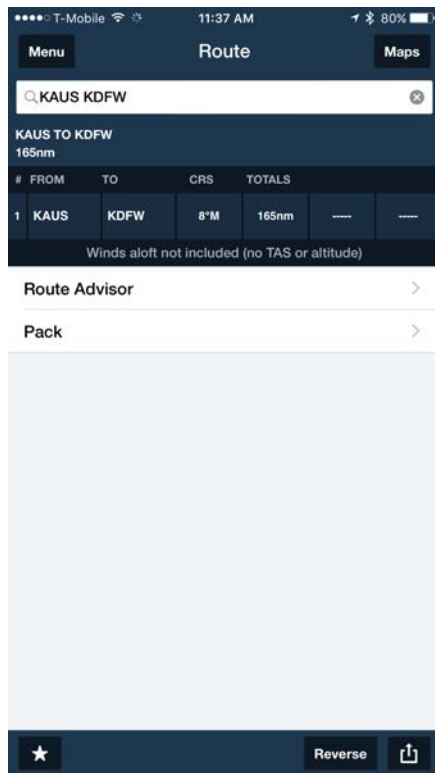 T-Mobile 11:37 AM 80%
Menu Route Maps
KAUS KDFW
KAUS TO KDFW
165nm
# FROM TO CRS TOTALS
1 KAUS KDFW 8°M 165nm ----- -----
Winds aloft not included (no TAS or altitude)
Route Advisor
Pack
Reverse